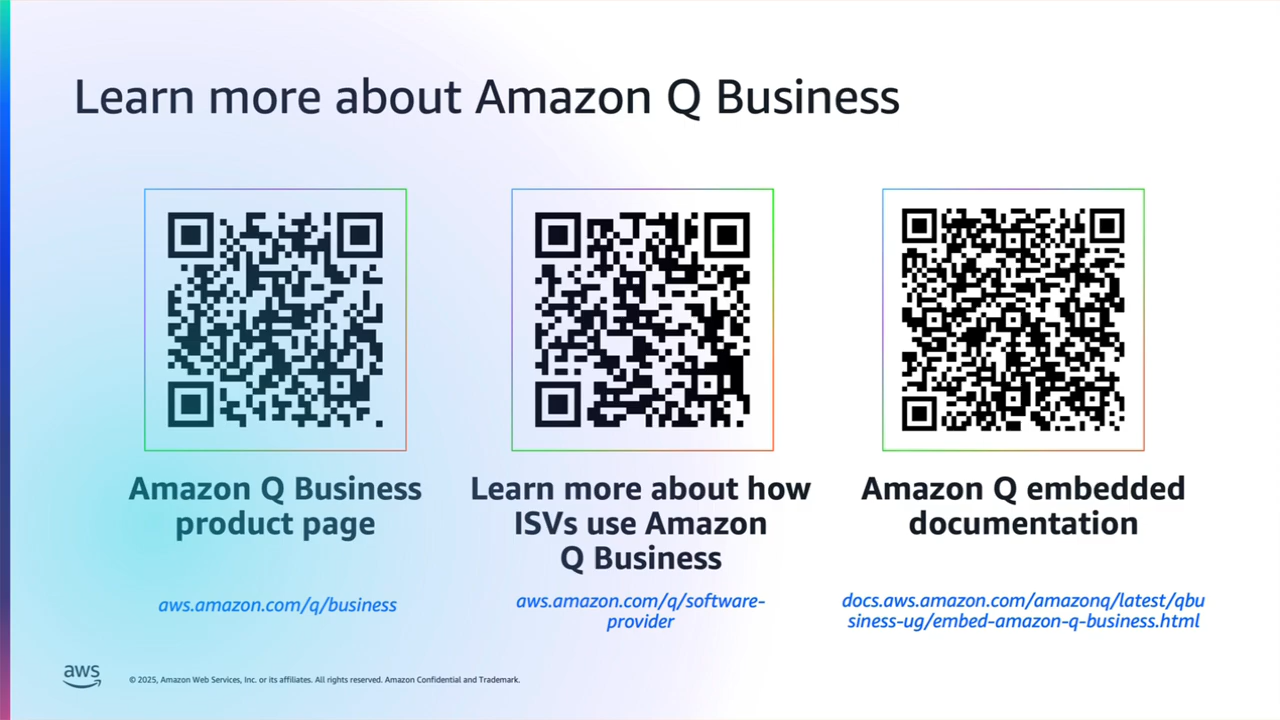 Learn more about Amazon Q Business
Amazon Q Business
product page
aws.amazon.com/q/business
Learn more about how
ISVs use Amazon
Q Business
aws.amazon.com/q/software-
provider
Amazon Q embedded
documentation
docs.aws.amazon.com/amazonq/latest/qbu
siness-ug/embed-amazon-q-business.html
aws
© 2025, Amazon Web Services, Inc. or its affiliates. All rights reserved. Amazon Confidential and Trademark.